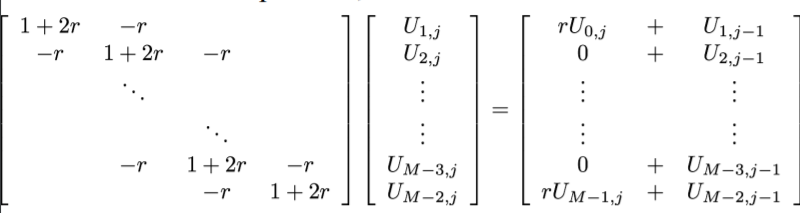 1 + 2r −r U_{1,j} rU_{0,j} + U_{1,j−1}
−r 1 + 2r −r U_{2,j} 0 + U_{2,j−1}
⋱ ⋮ ⋮ ⋮
=
⋱ ⋮ ⋮ ⋮
−r 1 + 2r −r U_{M−3,j} 0 + U_{M−3,j−1}
−r 1 + 2r U_{M−2,j} rU_{M−1,j} + U_{M−2,j−1}